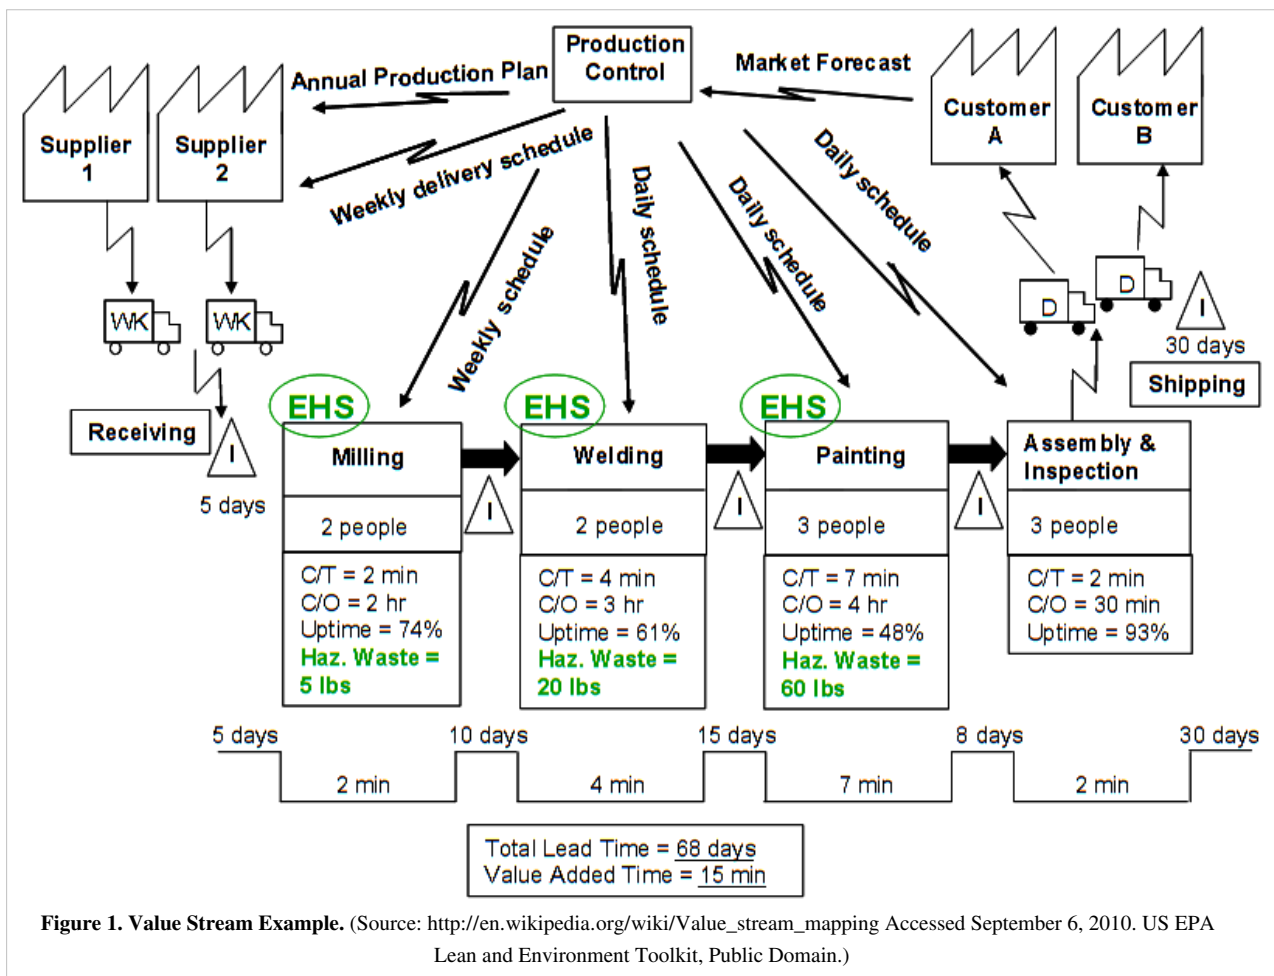 Production
Control
Annual Production Plan
Market Forecast
Supplier
1
Supplier
2
Customer
A
Customer
B
Weekly delivery schedule
Weekly schedule
Daily schedule
Daily schedule
Daily schedule
WK
WK
D
D
I
30 days
Shipping
Receiving
I
5 days
EHS
Milling
2 people
C/T = 2 min
C/O = 2 hr
Uptime = 74%
Haz. Waste =
5 lbs
I
EHS
Welding
2 people
C/T = 4 min
C/O = 3 hr
Uptime = 61%
Haz. Waste =
20 lbs
I
EHS
Painting
3 people
C/T = 7 min
C/O = 4 hr
Uptime = 48%
Haz. Waste =
60 lbs
I
Assembly &
Inspection
3 people
C/T = 2 min
C/O = 30 min
Uptime = 93%
5 days
10 days
15 days
8 days
30 days
2 min
4 min
7 min
2 min
Total Lead Time = 68 days
Value Added Time = 15 min
Figure 1. Value Stream Example. (Source: http://en.wikipedia.org/wiki/Value_stream_mapping Accessed September 6, 2010. US EPA
Lean and Environment Toolkit, Public Domain.)